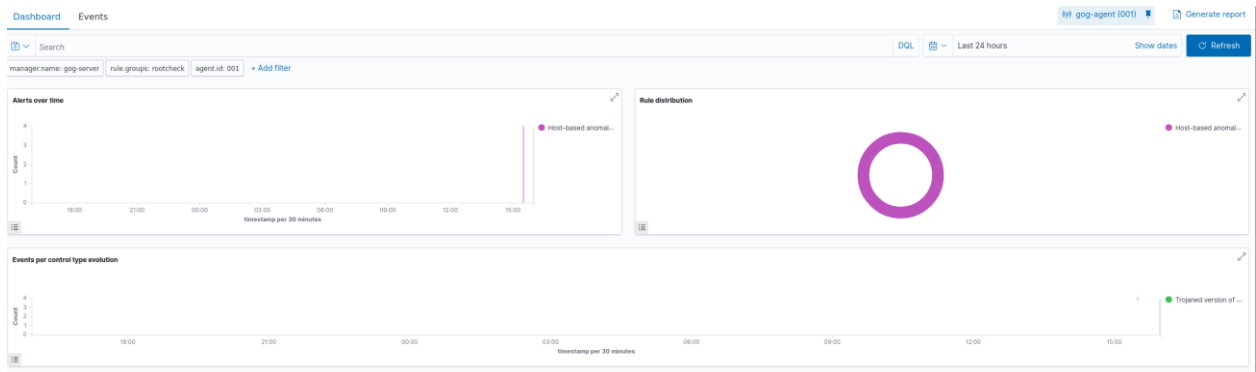 Dashboard Events
gog-agent (001) Generate report
Search DQL Last 24 hours Show dates Refresh
manager.name: gog-server rule.groups: rootcheck agent.id: 001 + Add filter
Alerts over time
Host-based anomal...
Count
4
3
2
1
0
18:00 21:00 00:00 03:00 06:00 09:00 12:00 15:00
timestamp per 30 minutes
Rule distribution
Host-based anomal...
Events per control type evolution
Trojaned version of ...
Count
4
3
2
1
0
18:00 21:00 00:00 03:00 06:00 09:00 12:00 15:00
timestamp per 30 minutes